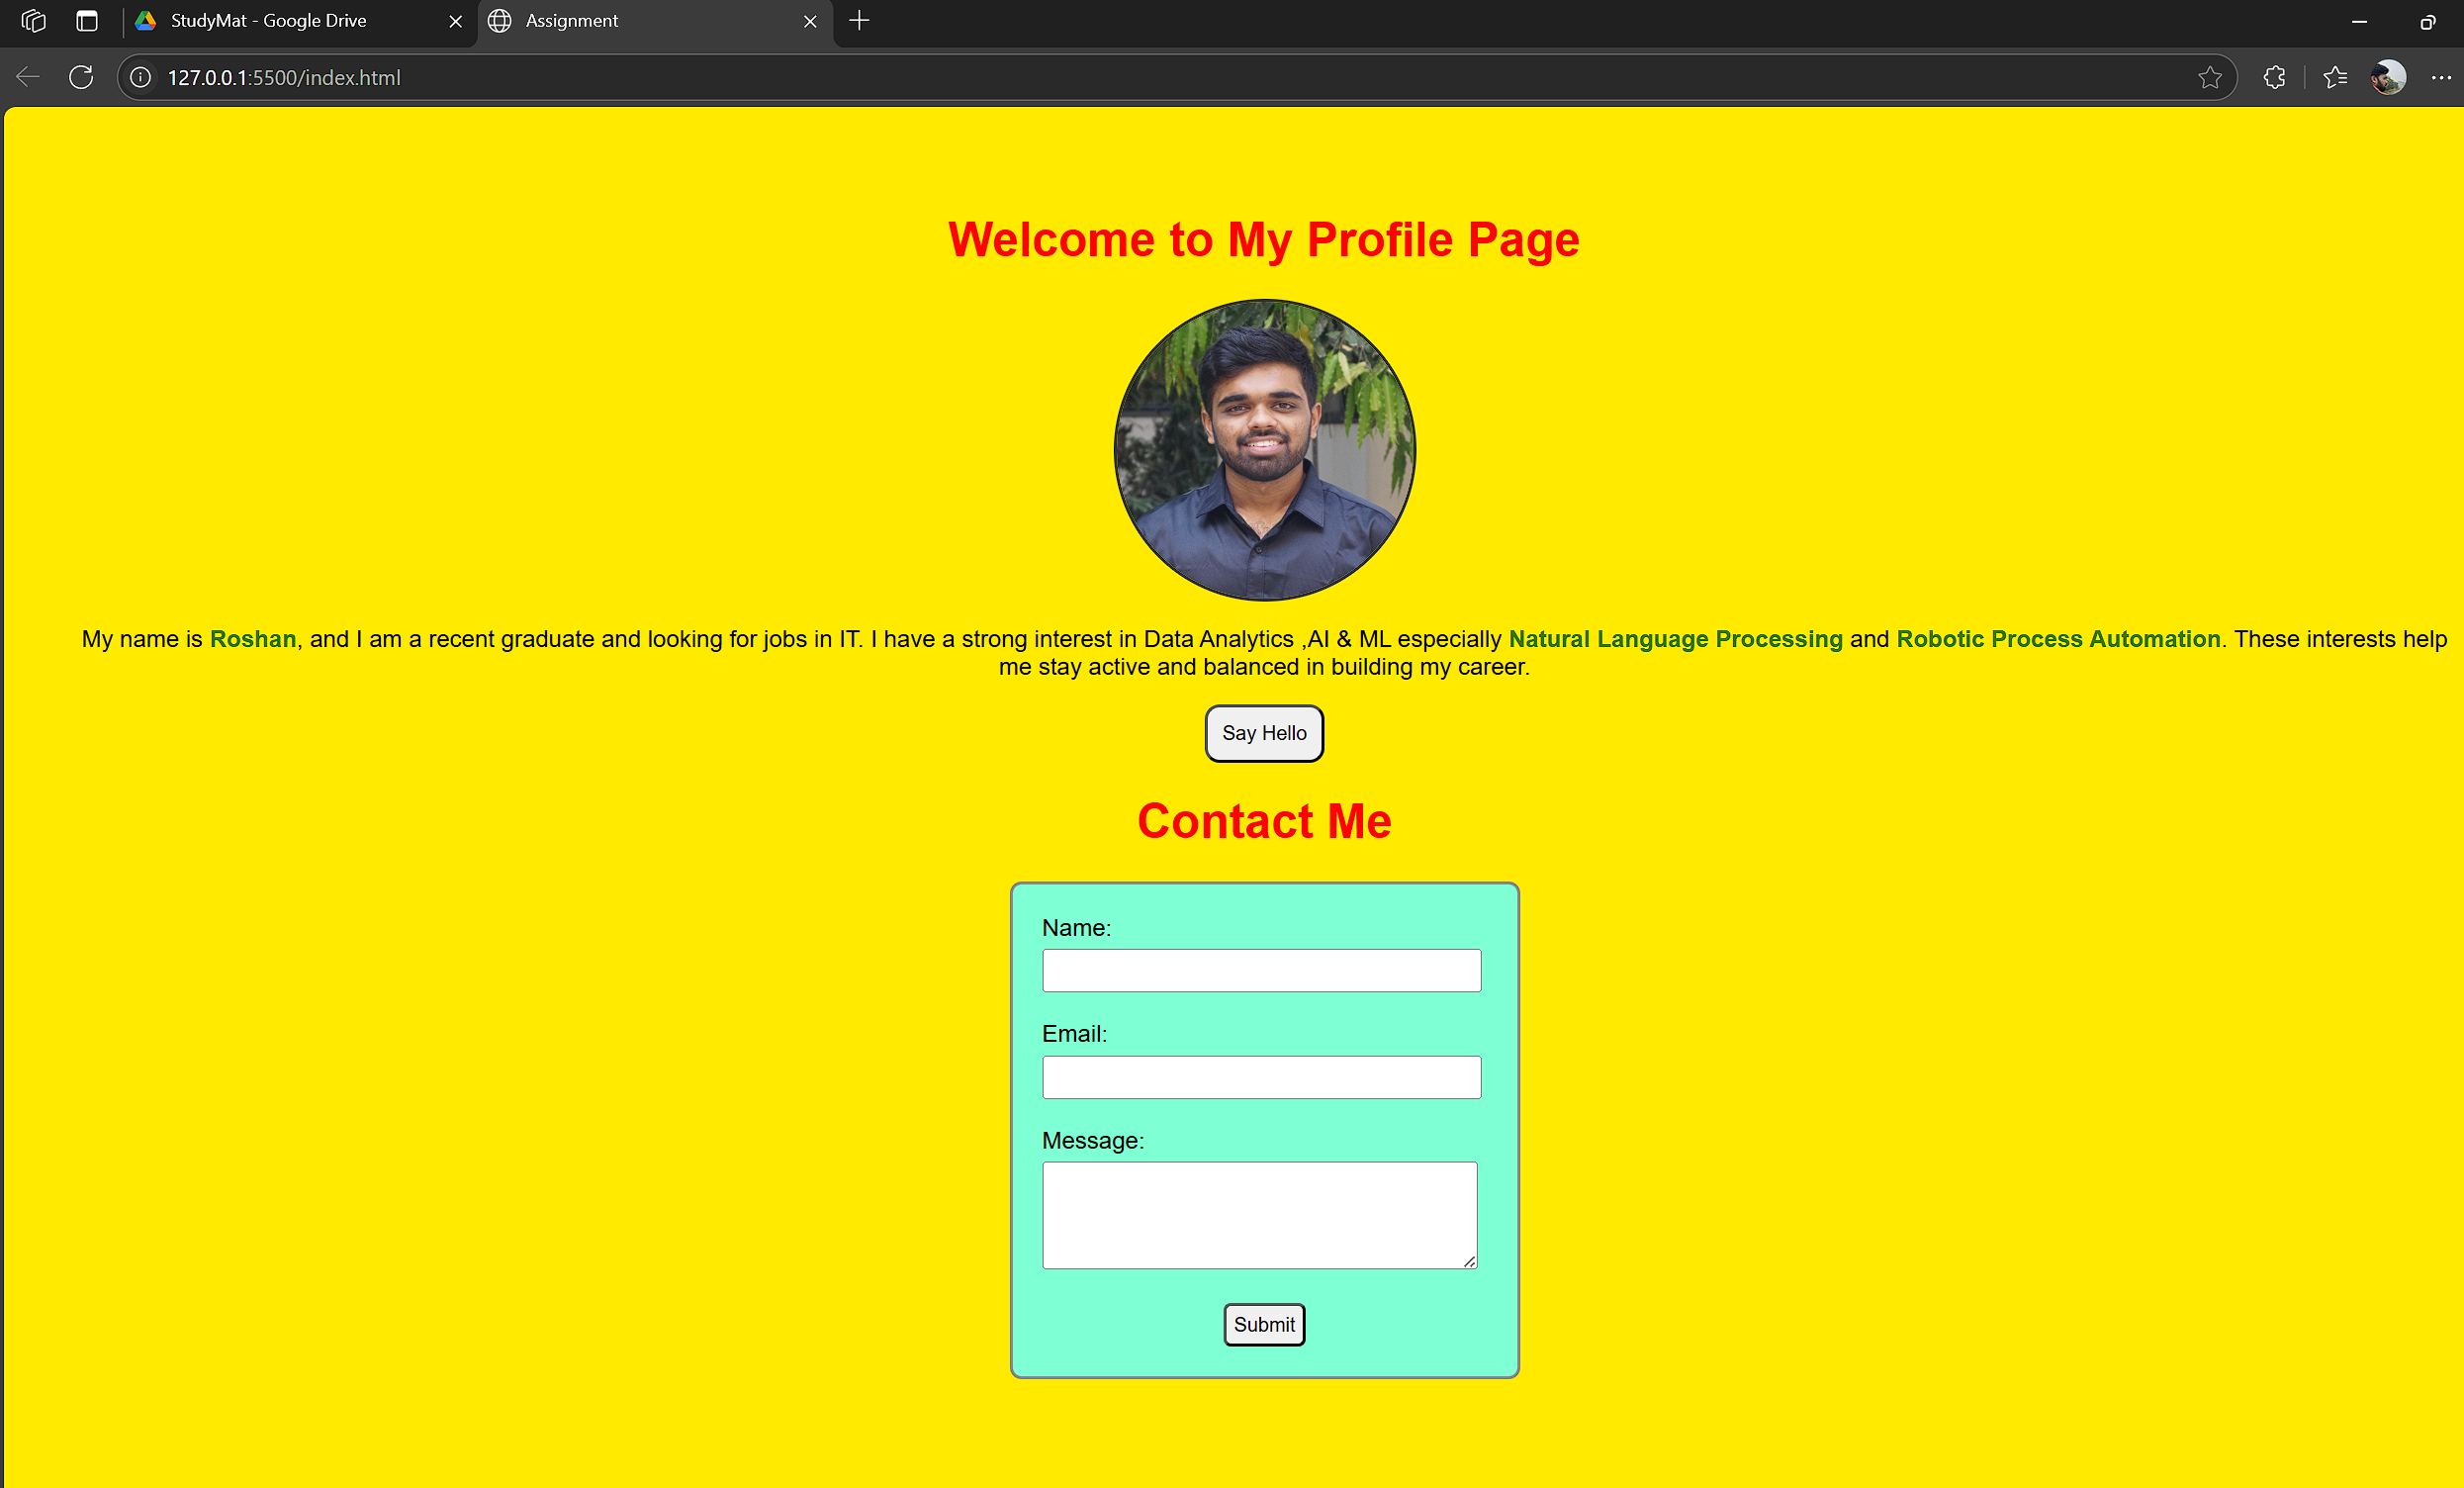 StudyMat - Google Drive
Assignment
127.0.0.1:5500/index.html
Welcome to My Profile Page
My name is Roshan, and I am a recent graduate and looking for jobs in IT. I have a strong interest in Data Analytics ,AI & ML especially Natural Language Processing and Robotic Process Automation. These interests help
me stay active and balanced in building my career.
Say Hello
Contact Me
Name:
Email:
Message:
Submit